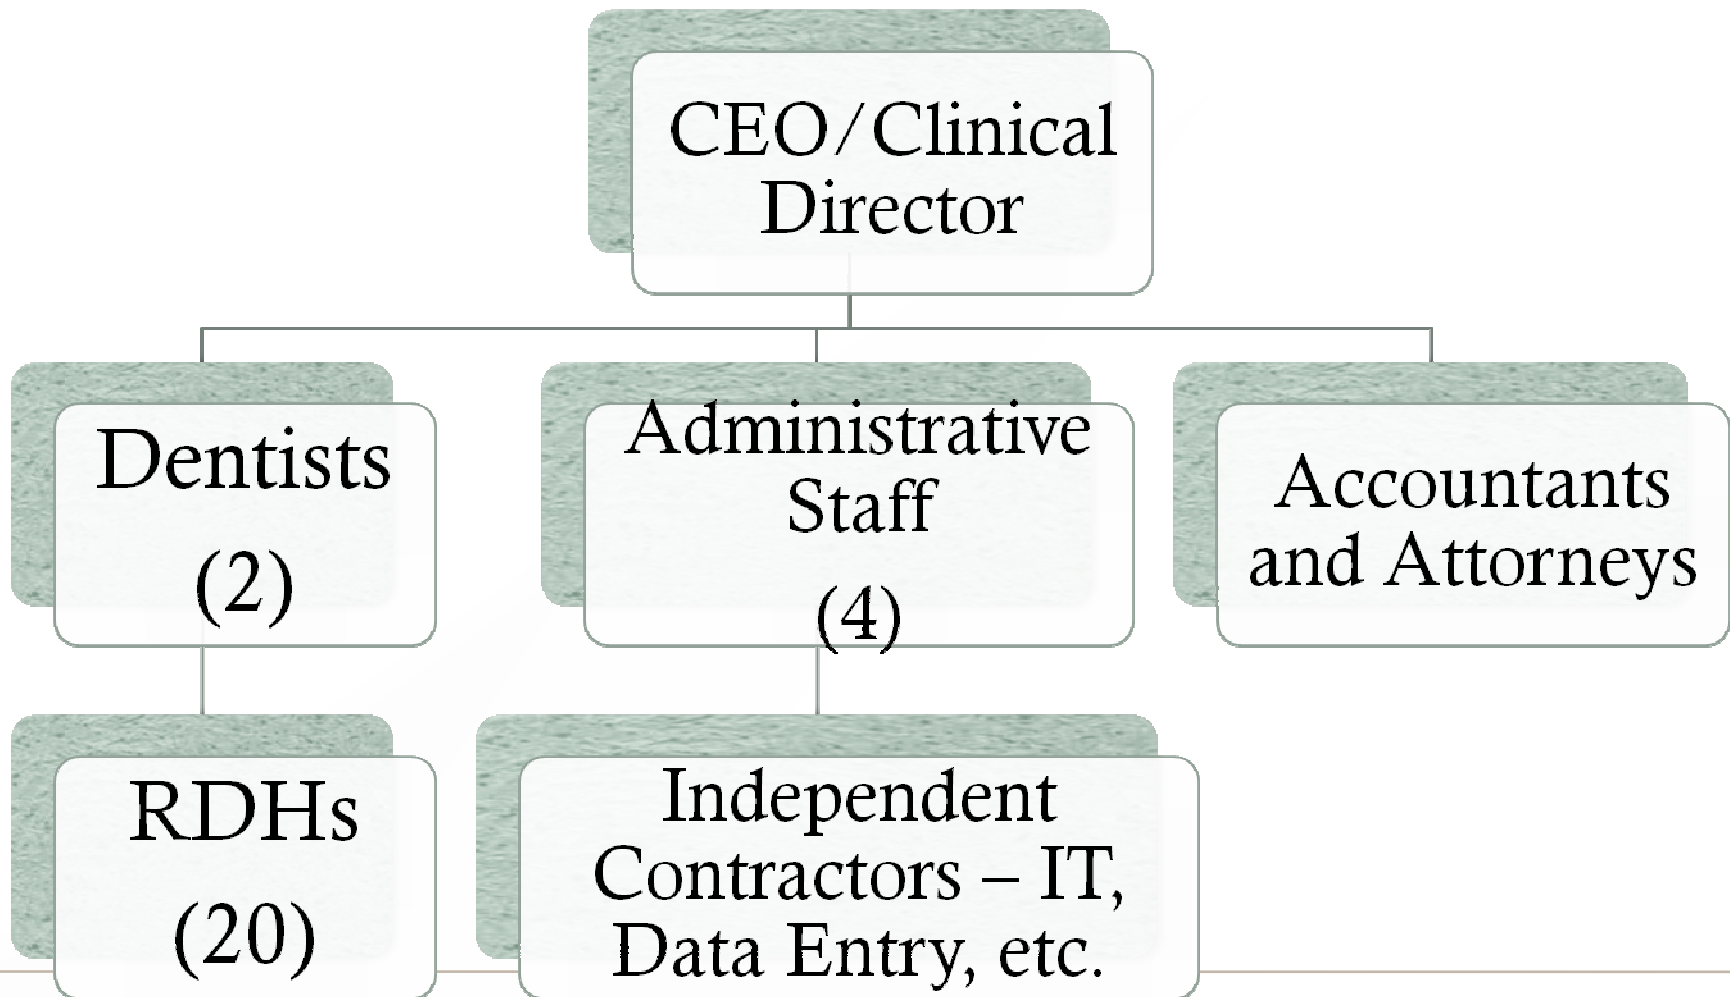 CEO/Clinical
Director
Dentists
(2)
Administrative
Staff
(4)
Accountants
and Attorneys
RDHs
(20)
Independent
Contractors – IT,
Data Entry, etc.